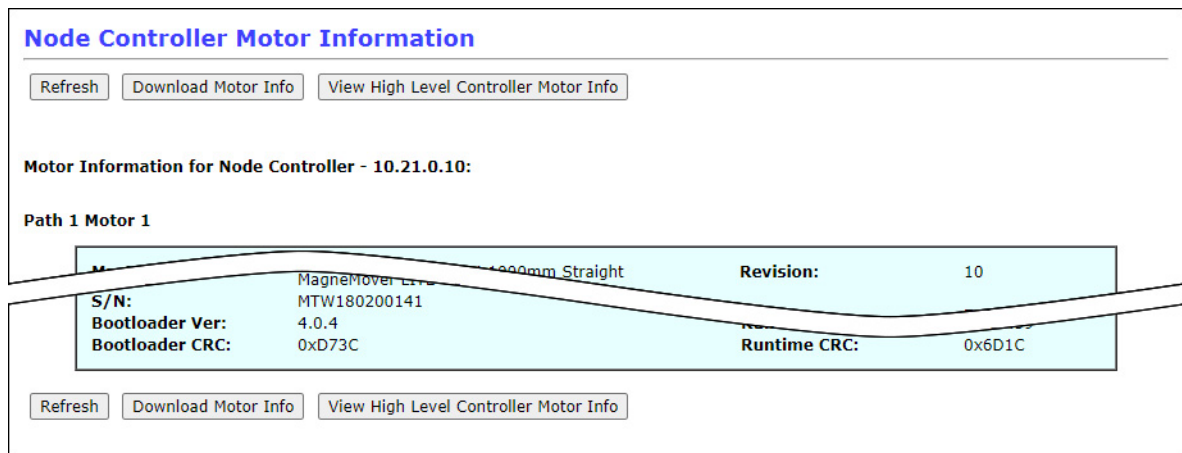 Node Controller Motor Information
Refresh Download Motor Info View High Level Controller Motor Info
Motor Information for Node Controller - 10.21.0.10:
Path 1 Motor 1
Straight Revision: 10
MagneMover
S/N: MTW180200141
Bootloader Ver: 4.0.4
Bootloader CRC: 0xD73C Runtime CRC: 0x6D1C
Refresh Download Motor Info View High Level Controller Motor Info